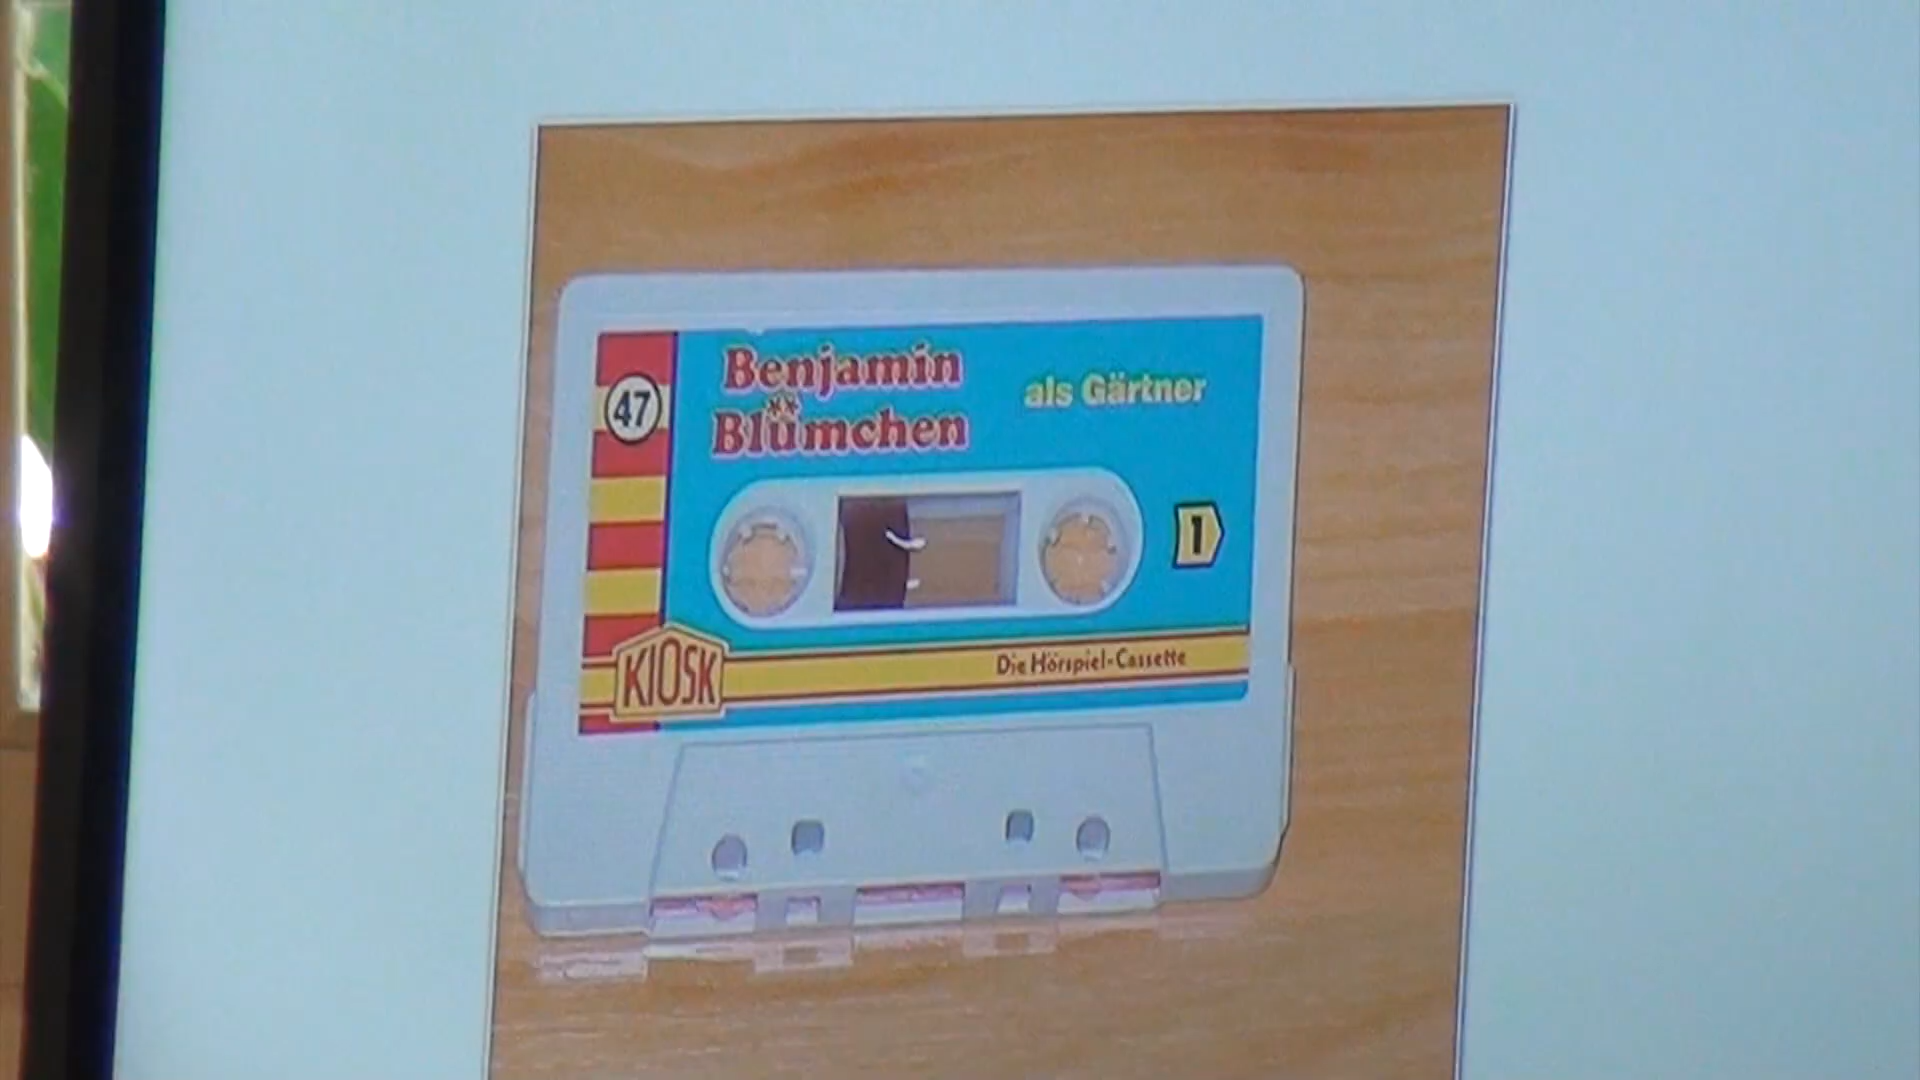 47
Benjamin
Blümchen
als Gärtner
1
KIOSK
Die Hörspiel-Cassette